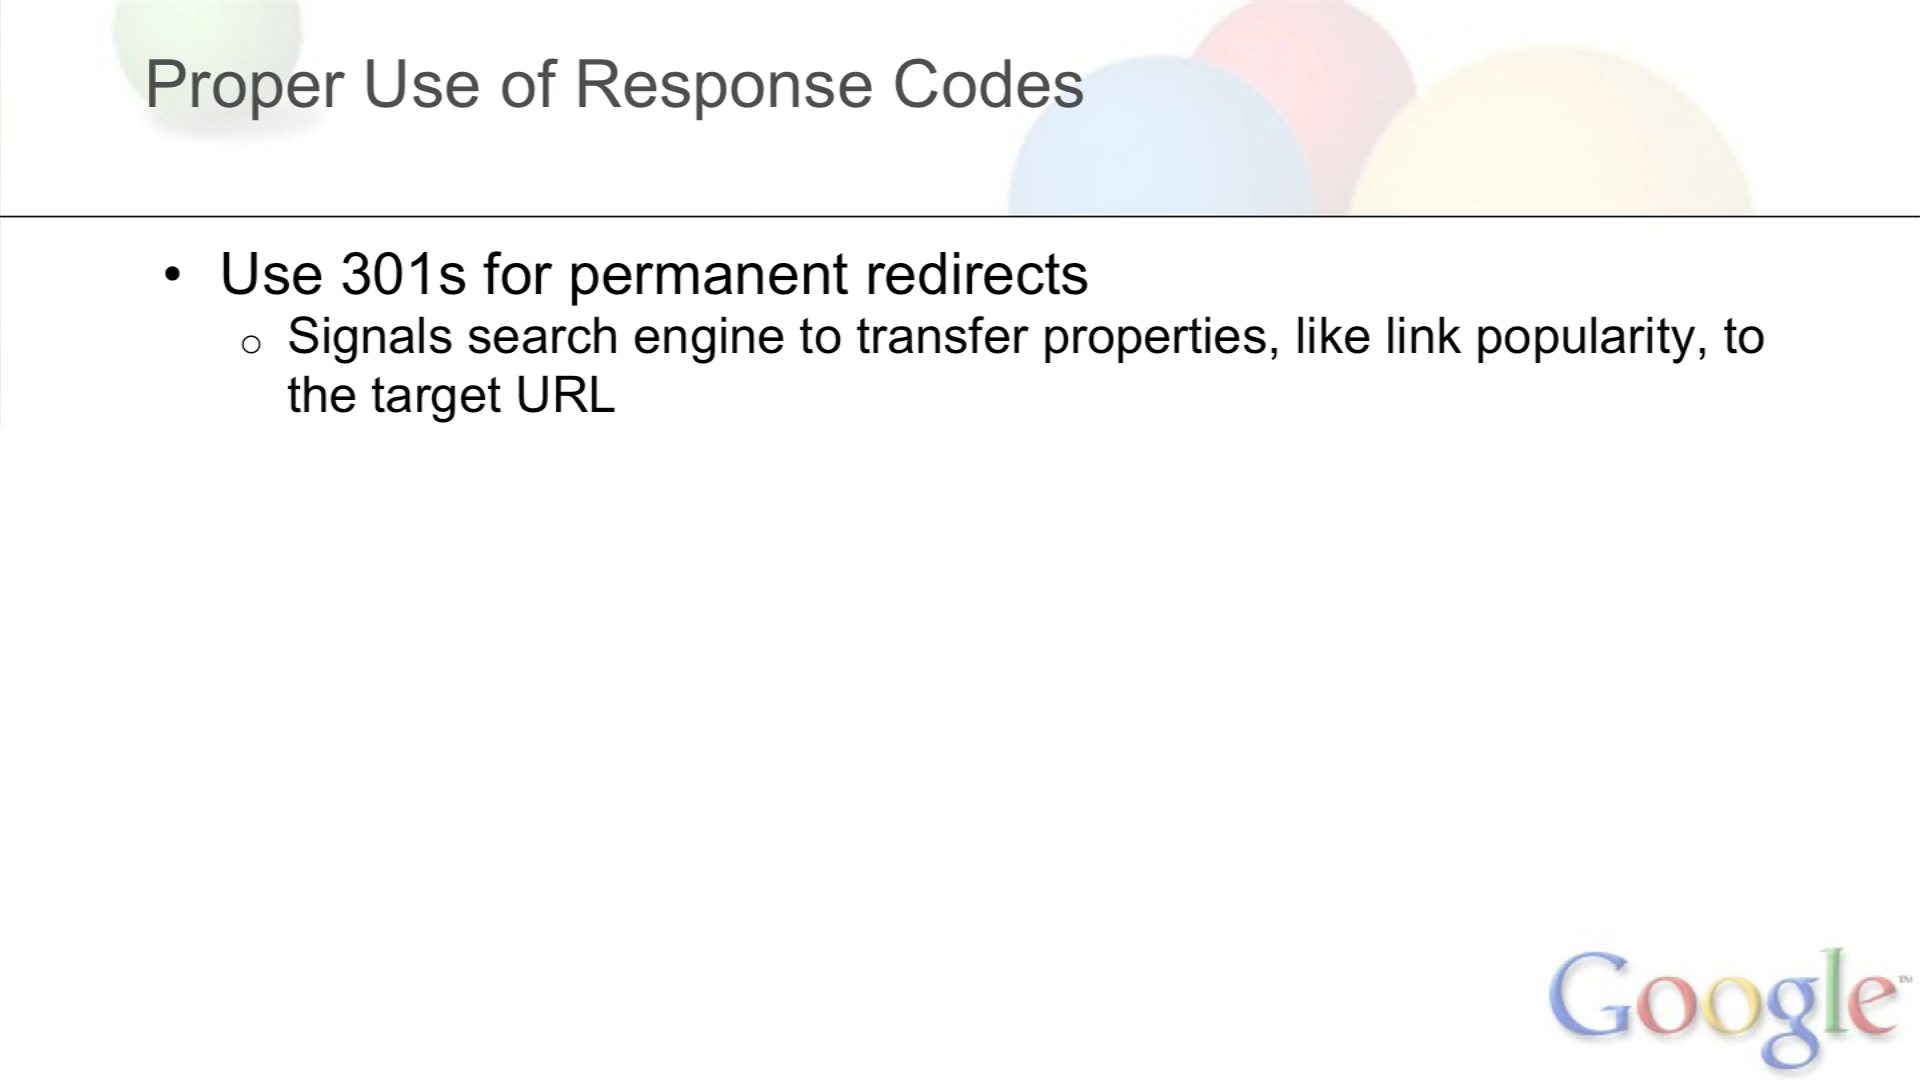 Proper Use of Response Codes
• Use 301s for permanent redirects
○ Signals search engine to transfer properties, like link popularity, to
the target URL
Google™